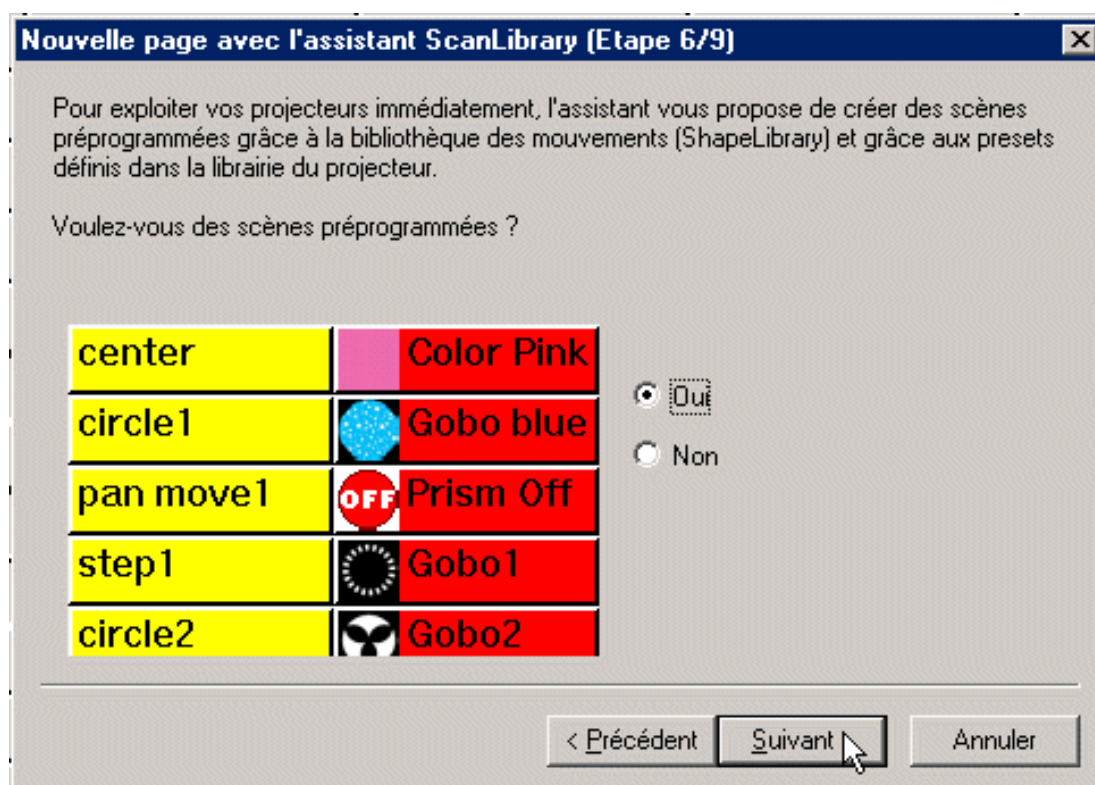 Nouvelle page avec l'assistant ScanLibrary (Etape 6/9)
Pour exploiter vos projecteurs immédiatement, l'assistant vous propose de créer des scènes
préprogrammées grâce à la bibliothèque des mouvements (ShapeLibrary) et grâce aux presets
définis dans la librairie du projecteur.
Voulez-vous des scènes préprogrammées ?
center Color Pink
circle1 Gobo blue
pan move1 OFF Prism Off
step1 Gobo1
circle2 Gobo2
Oui
Non
< Précédent Suivant Annuler